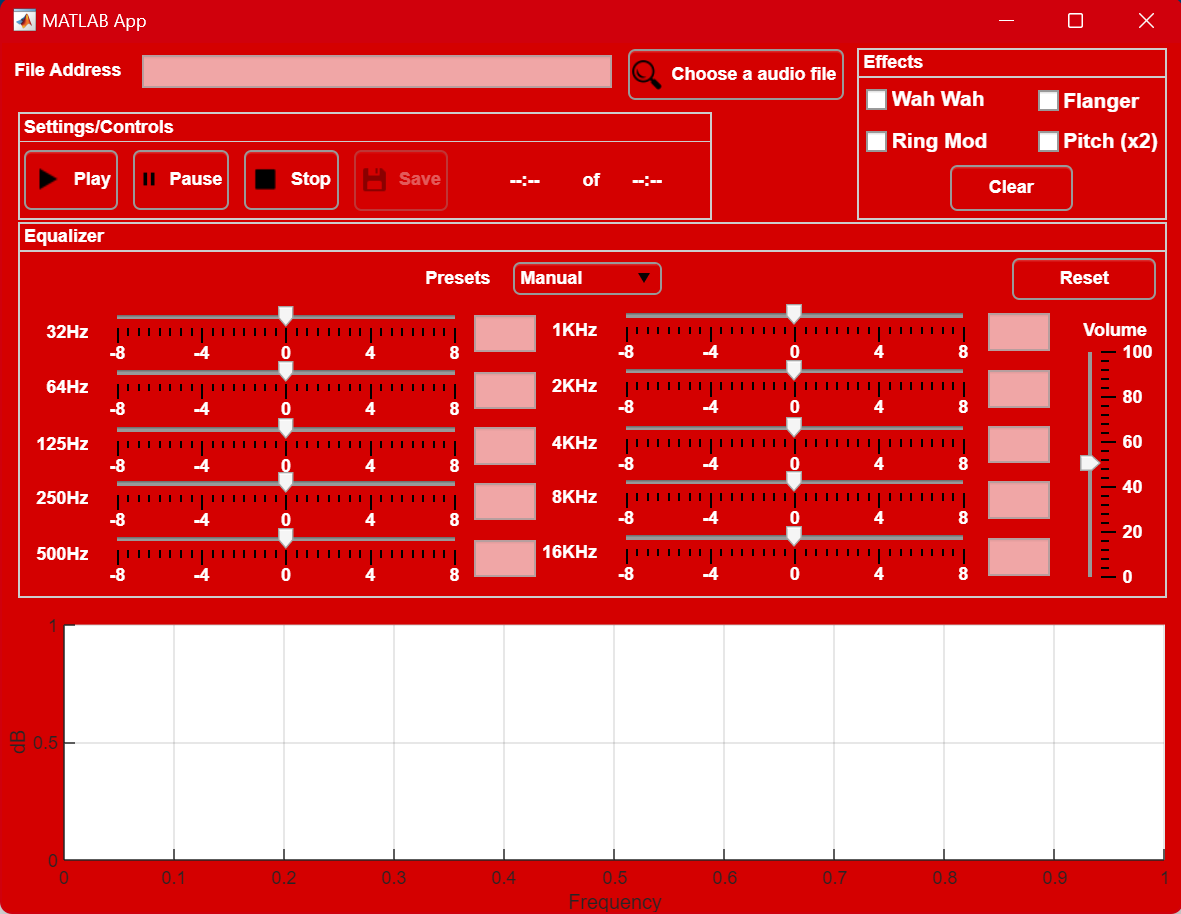 MATLAB App
File Address
Choose a audio file
Effects
Wah Wah Flanger
Ring Mod Pitch (x2)
Clear
Settings/Controls
Play Pause Stop Save --:-- of --:--
Equalizer
Presets Manual Reset
32Hz -8 -4 0 4 8
64Hz -8 -4 0 4 8
125Hz -8 -4 0 4 8
250Hz -8 -4 0 4 8
500Hz -8 -4 0 4 8
1KHz -8 -4 0 4 8
2KHz -8 -4 0 4 8
4KHz -8 -4 0 4 8
8KHz -8 -4 0 4 8
16KHz -8 -4 0 4 8
Volume
100
80
60
40
20
0
dB
1
0.5
0
0 0.1 0.2 0.3 0.4 0.5 0.6 0.7 0.8 0.9 1
Frequency